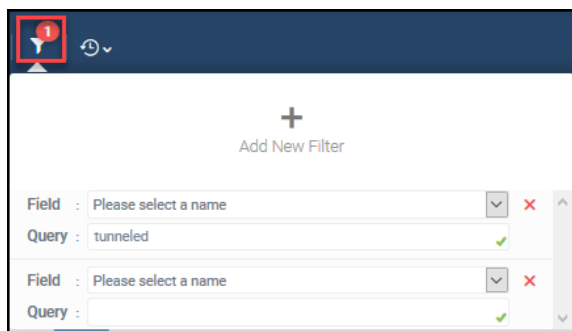 1
Add New Filter
Field : Please select a name
Query : tunneled
Field : Please select a name
Query :